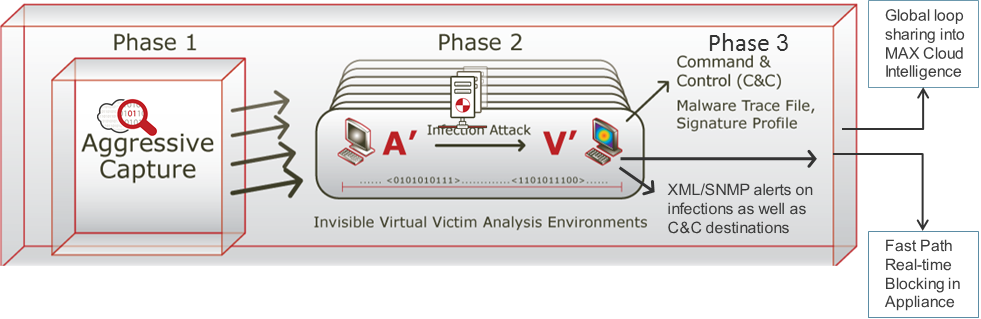 Phase 1
Aggressive
Capture
Phase 2
Infection Attack
A’
V’
...... <0101010111>............<1101011100>......
Invisible Virtual Victim Analysis Environments
Phase 3
Command &
Control (C&C)
Malware Trace File,
Signature Profile
XML/SNMP alerts on
infections as well as
C&C destinations
Global loop
sharing into
MAX Cloud
Intelligence
Fast Path
Real-time
Blocking in
Appliance